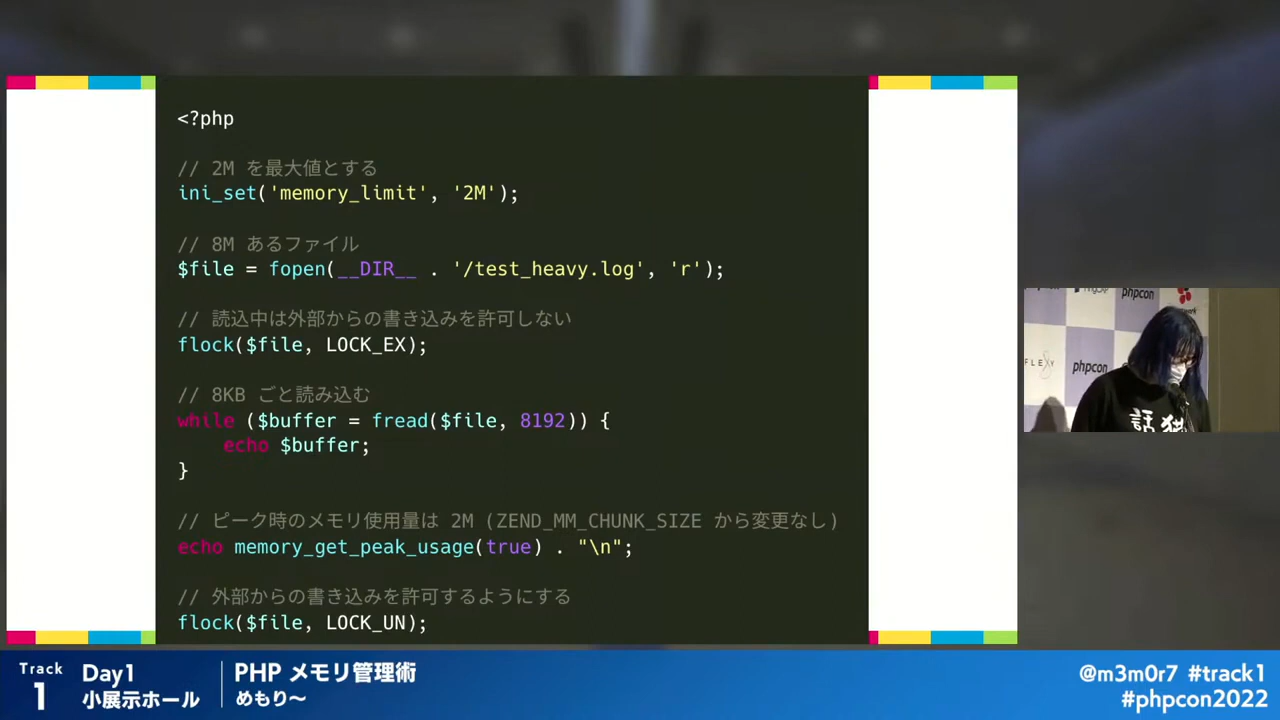 <?php
// 2M を最大値とする
ini_set('memory_limit', '2M');
// 8M あるファイル
$file = fopen(__DIR__ . '/test_heavy.log', 'r');
// 読込中は外部からの書き込みを許可しない
flock($file, LOCK_EX);
// 8KB ごと読み込む
while ($buffer = fread($file, 8192)) {
    echo $buffer;
}
// ピーク時のメモリ使用量は 2M (ZEND_MM_CHUNK_SIZE から変更なし)
echo memory_get_peak_usage(true) . "\n";
// 外部からの書き込みを許可するようにする
flock($file, LOCK_UN);
phpcon
FLEXY
phpcon
話
Track 1
Day1
小展示ホール
PHP メモリ管理術
めもり〜
@m3m0r7 #track1
#phpcon2022